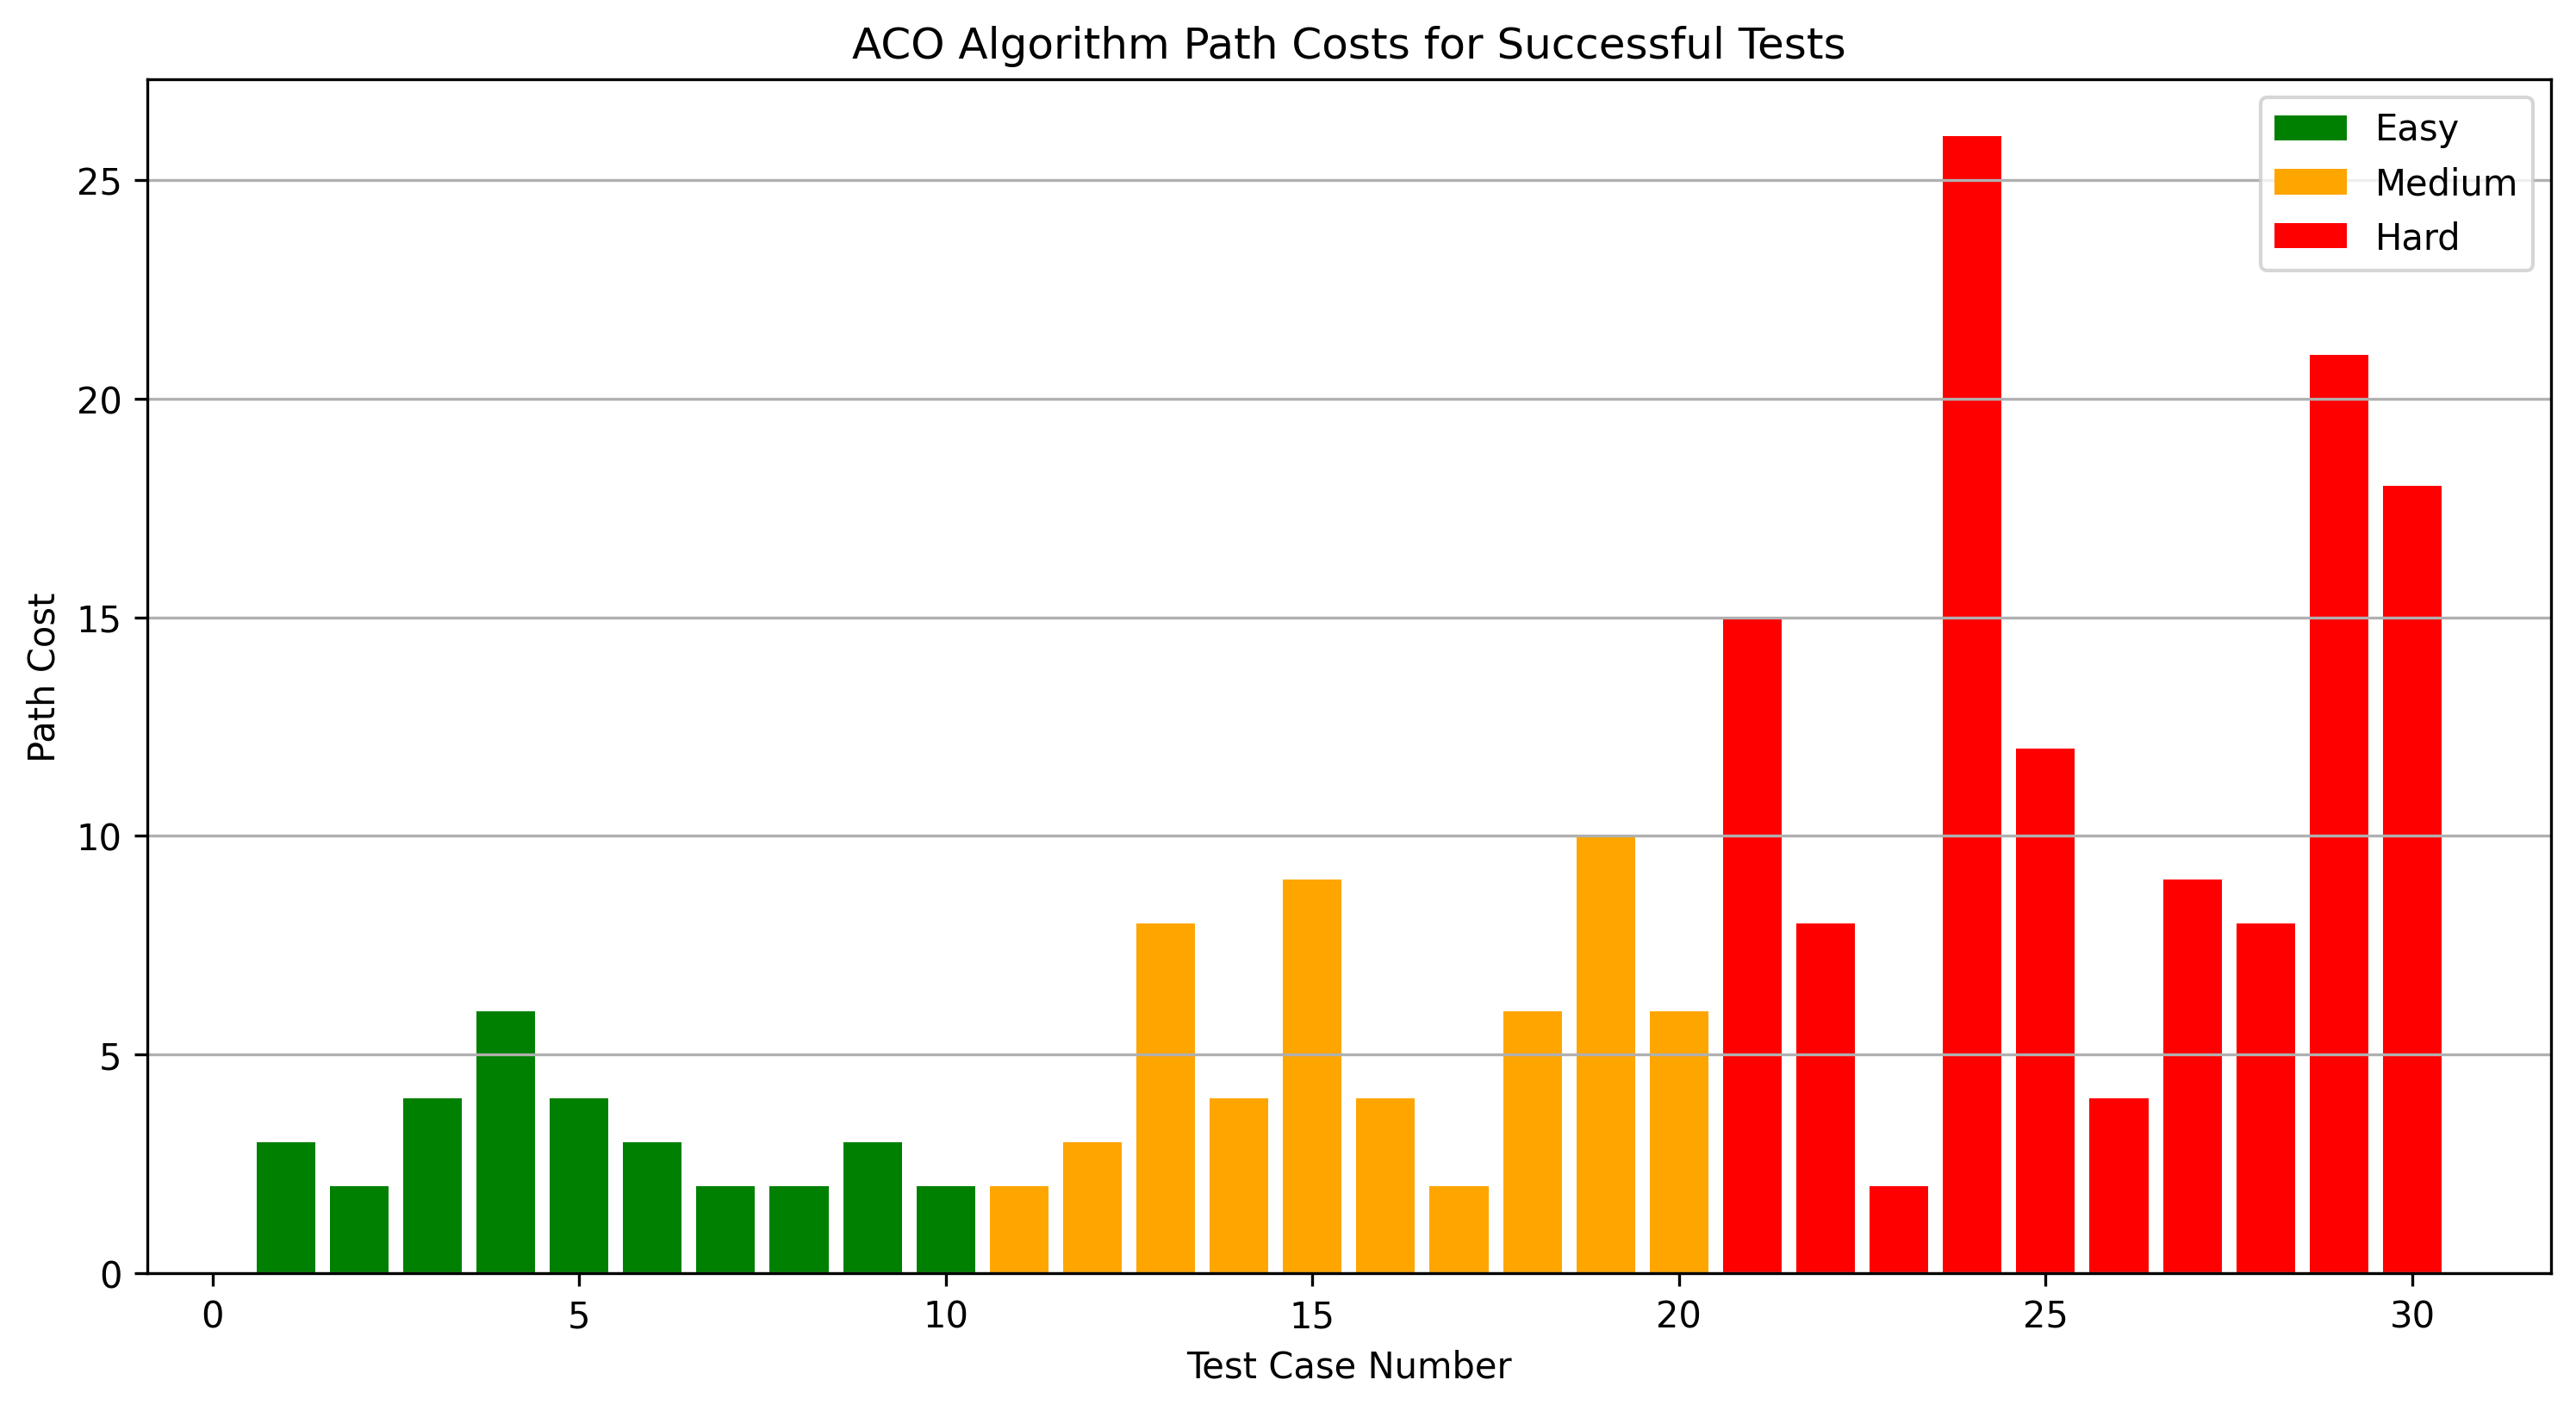 ACO Algorithm Path Costs for Successful Tests
Easy
Medium
Hard
25
20
15
10
5
0
Path Cost
0 5 10 15 20 25 30
Test Case Number